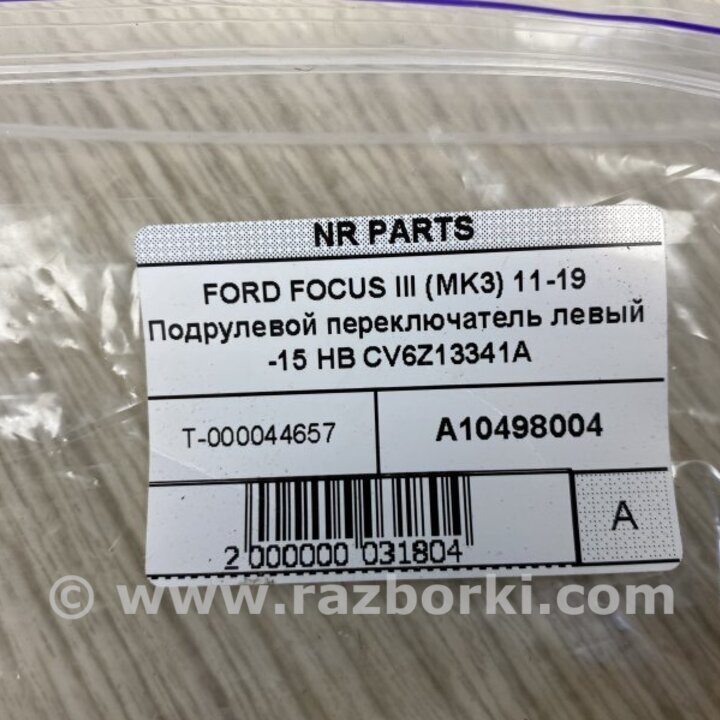 NR PARTS
FORD FOCUS III (MK3) 11-19
Подрулевой переключатель левый
-15 HB CV6Z13341A
T-000044657
A10498004
A
2 000000 031804
© www.razborki.com